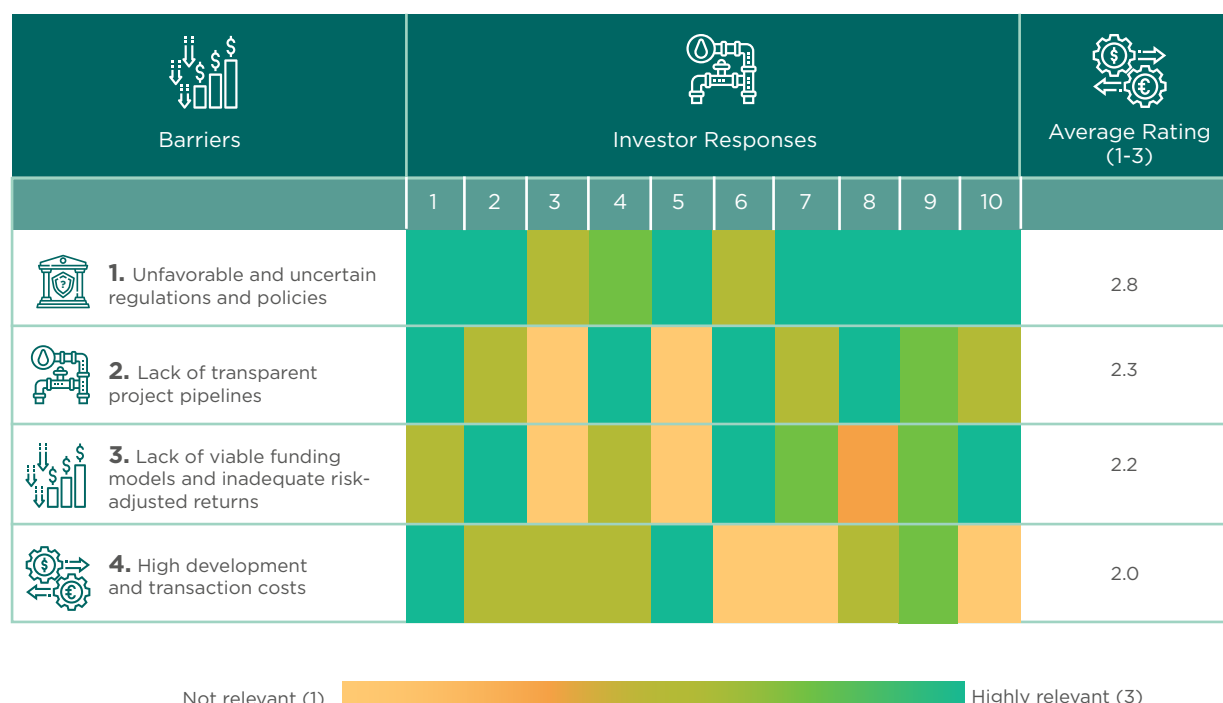 Barriers
Investor Responses
Average Rating
(1-3)
1 2 3 4 5 6 7 8 9 10
1. Unfavorable and uncertain
regulations and policies
2.8
2. Lack of transparent
project pipelines
2.3
3. Lack of viable funding
models and inadequate risk-
adjusted returns
2.2
4. High development
and transaction costs
2.0
Not relevant (1)
Highly relevant (3)